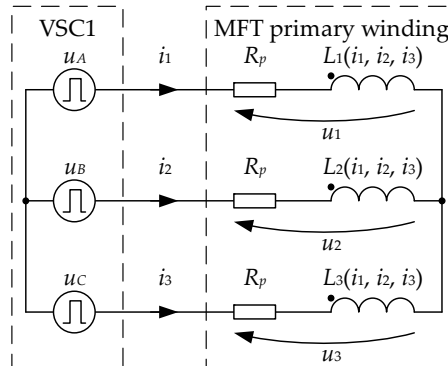 VSC1 MFT primary winding
uA i1 Rp L1(i1, i2, i3)
u1
uB i2 Rp L2(i1, i2, i3)
u2
uC i3 Rp L3(i1, i2, i3)
u3